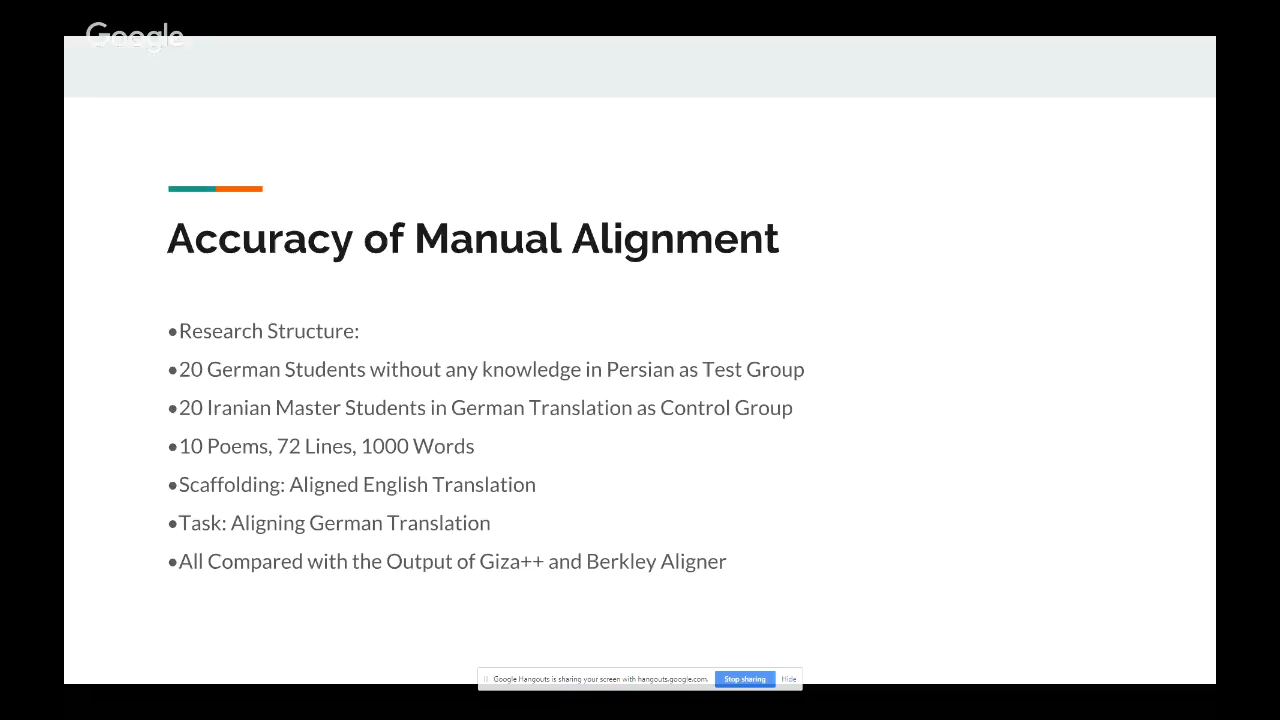 Google
Accuracy of Manual Alignment
•Research Structure:
•20 German Students without any knowledge in Persian as Test Group
•20 Iranian Master Students in German Translation as Control Group
•10 Poems, 72 Lines, 1000 Words
•Scaffolding: Aligned English Translation
•Task: Aligning German Translation
•All Compared with the Output of Giza++ and Berkley Aligner
Google Hangouts is sharing your screen with hangouts.google.com. Stop sharing Hide